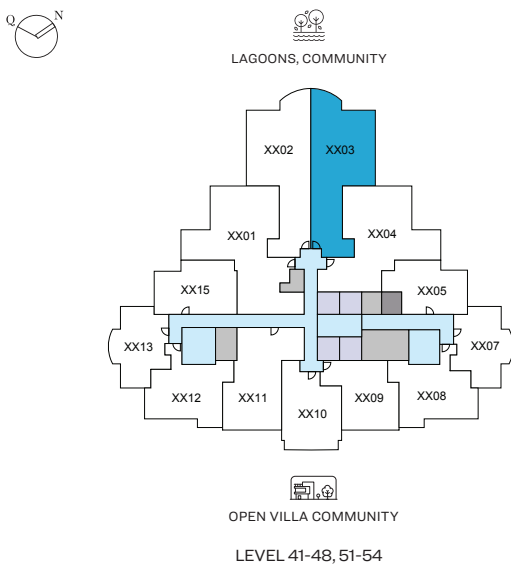 Q N
LAGOONS, COMMUNITY
XX02 XX03
XX01 XX04
XX15 XX05
XX13 XX07
XX12 XX11 XX09 XX08
XX10
OPEN VILLA COMMUNITY
LEVEL 41-48, 51-54